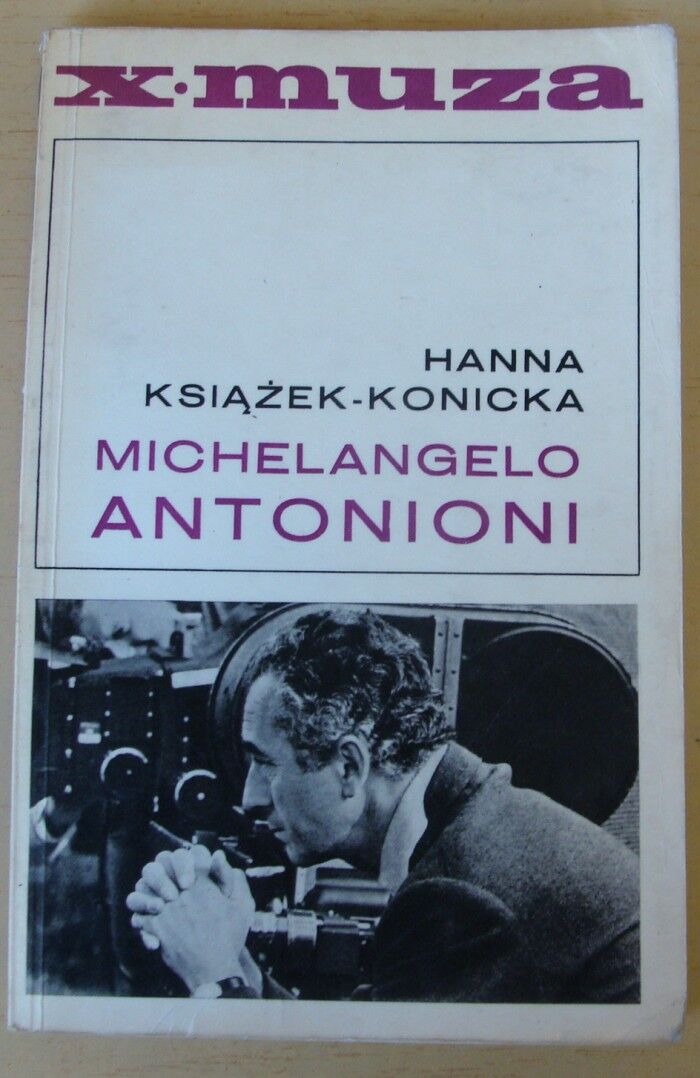 x·muza
HANNA
KSIĄŻEK-KONICKA
MICHELANGELO
ANTONIONI